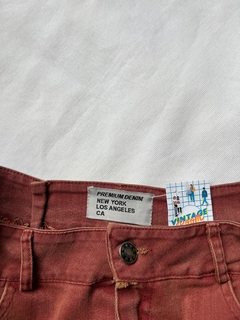 PREMIUM DENIM
NEW YORK
LOS ANGELES
CA
VINTAGE